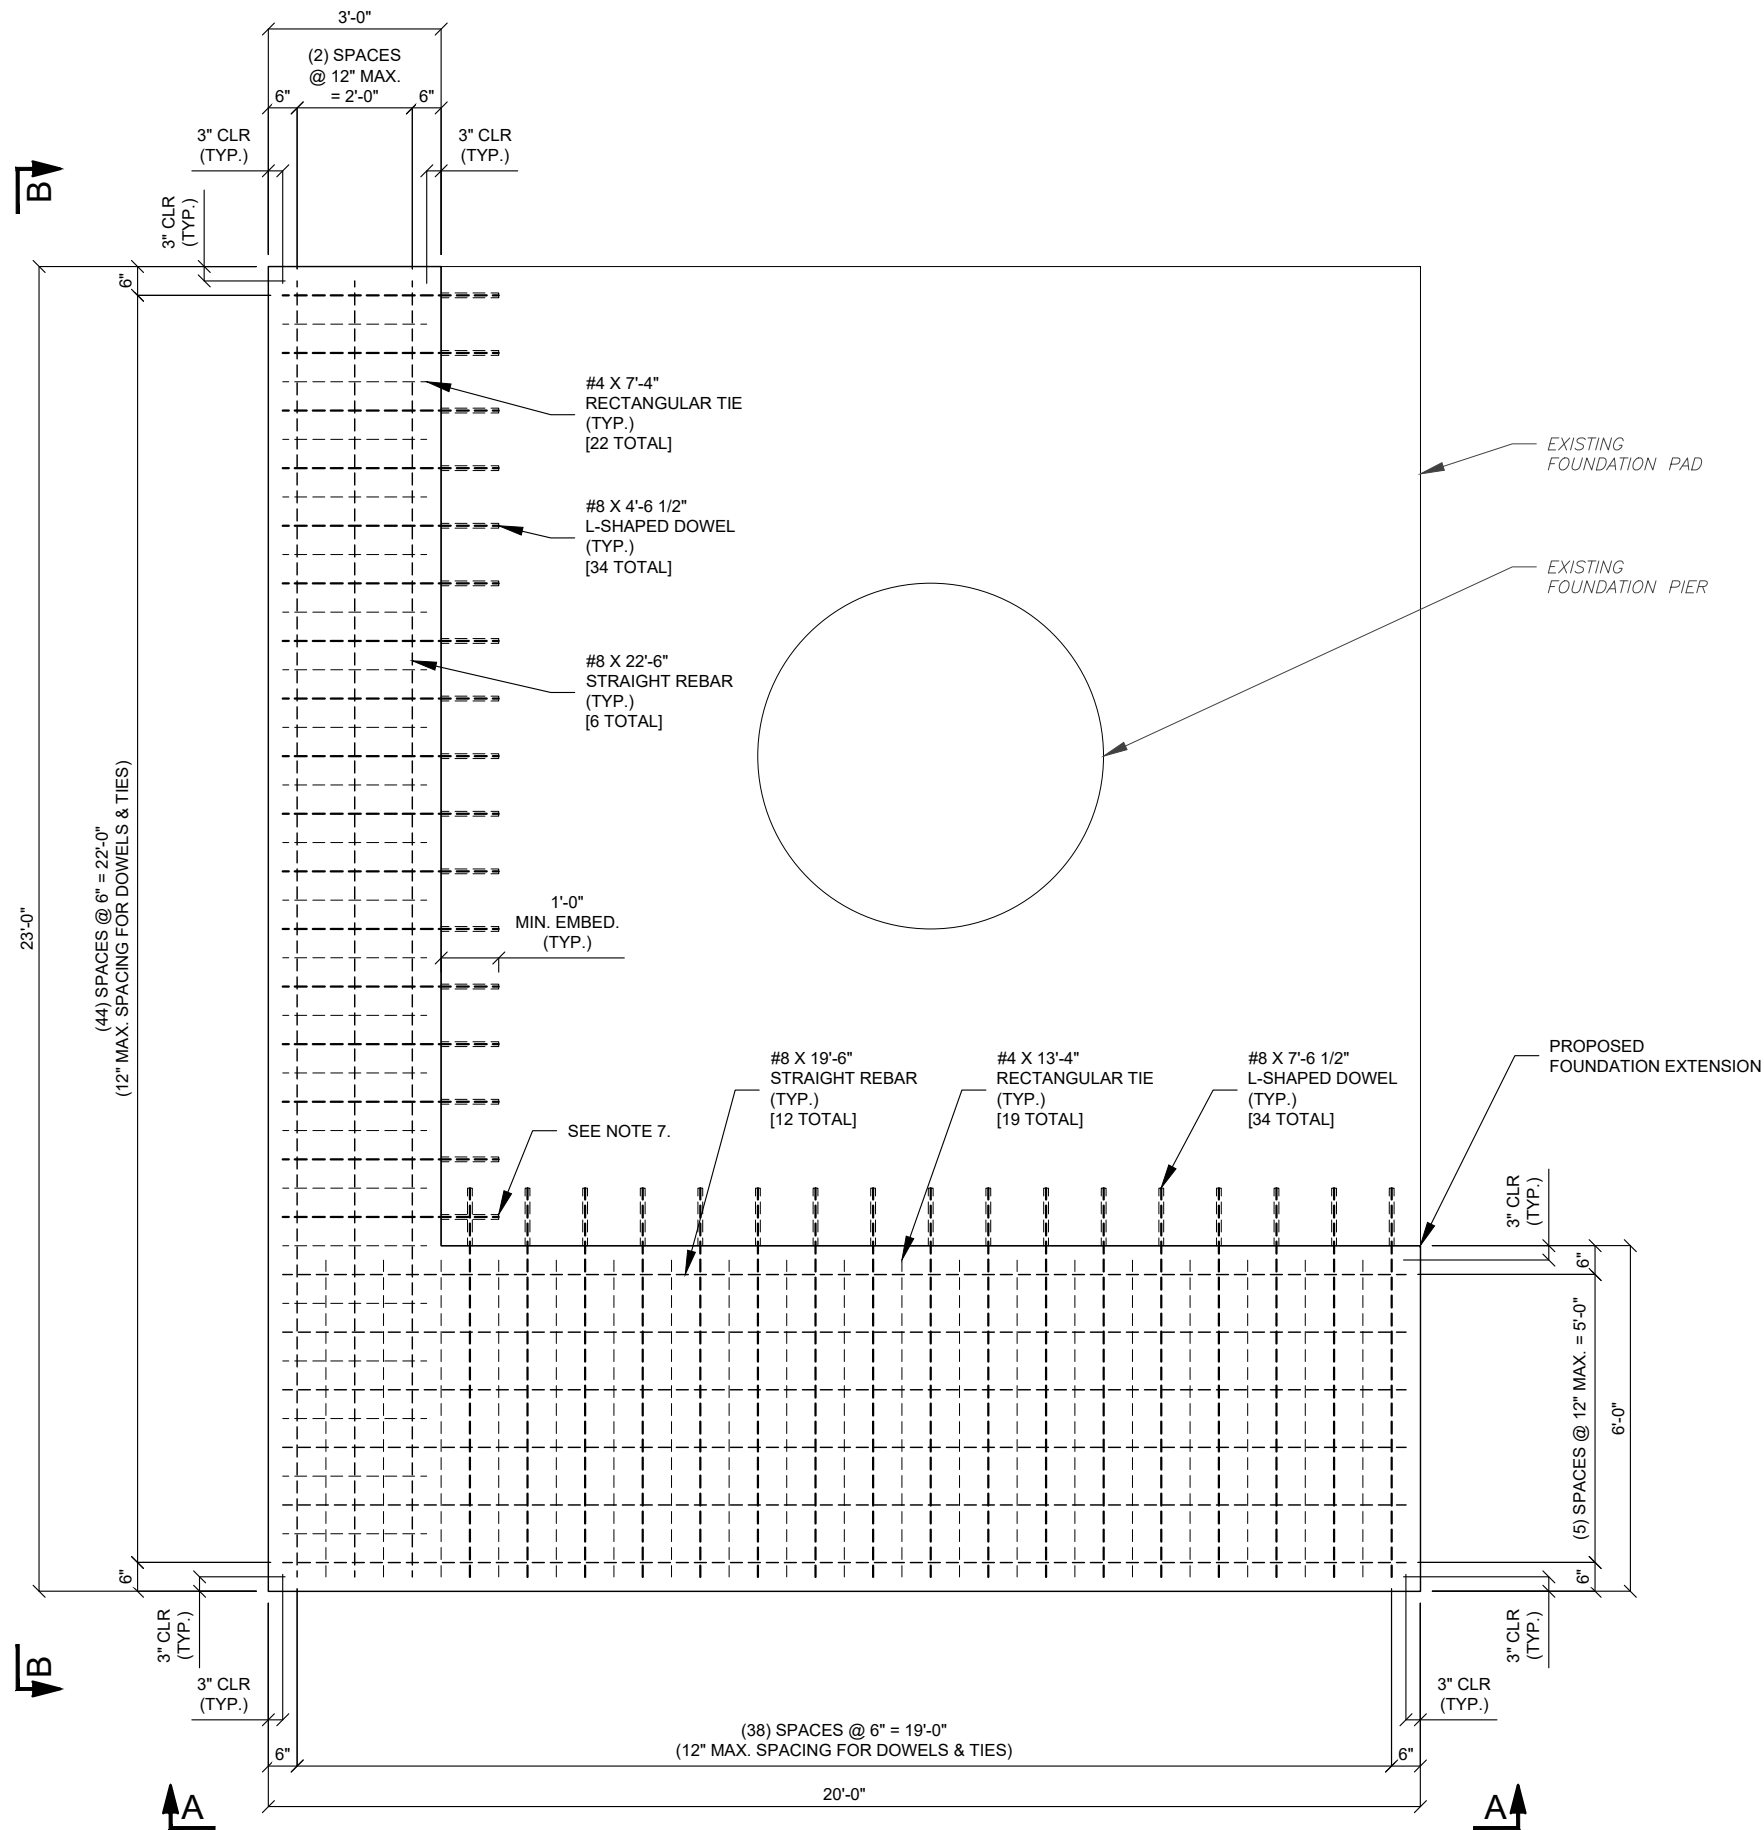 3'-0"
(2) SPACES
@ 12" MAX.
= 2'-0"
6"
6"
3" CLR
(TYP.)
3" CLR
(TYP.)
B
3" CLR
(TYP.)
6"
#4 X 7'-4"
RECTANGULAR TIE
(TYP.)
[22 TOTAL]
EXISTING
FOUNDATION PAD
#8 X 4'-6 1/2"
L-SHAPED DOWEL
(TYP.)
[34 TOTAL]
EXISTING
FOUNDATION PIER
#8 X 22'-6"
STRAIGHT REBAR
(TYP.)
[6 TOTAL]
23'-0"
(44) SPACES @ 6" = 22'-0"
(12" MAX. SPACING FOR DOWELS & TIES)
1'-0"
MIN. EMBED.
(TYP.)
#8 X 19'-6"
STRAIGHT REBAR
(TYP.)
[12 TOTAL]
#4 X 13'-4"
RECTANGULAR TIE
(TYP.)
[19 TOTAL]
#8 X 7'-6 1/2"
L-SHAPED DOWEL
(TYP.)
[34 TOTAL]
PROPOSED
FOUNDATION EXTENSION
SEE NOTE 7.
3" CLR
(TYP.)
6"
(5) SPACES @ 12" MAX. = 5'-0"
6'-0"
6"
6"
3" CLR
(TYP.)
3" CLR
(TYP.)
B
3" CLR
(TYP.)
3" CLR
(TYP.)
(38) SPACES @ 6" = 19'-0"
(12" MAX. SPACING FOR DOWELS & TIES)
6"
6"
20'-0"
A
A